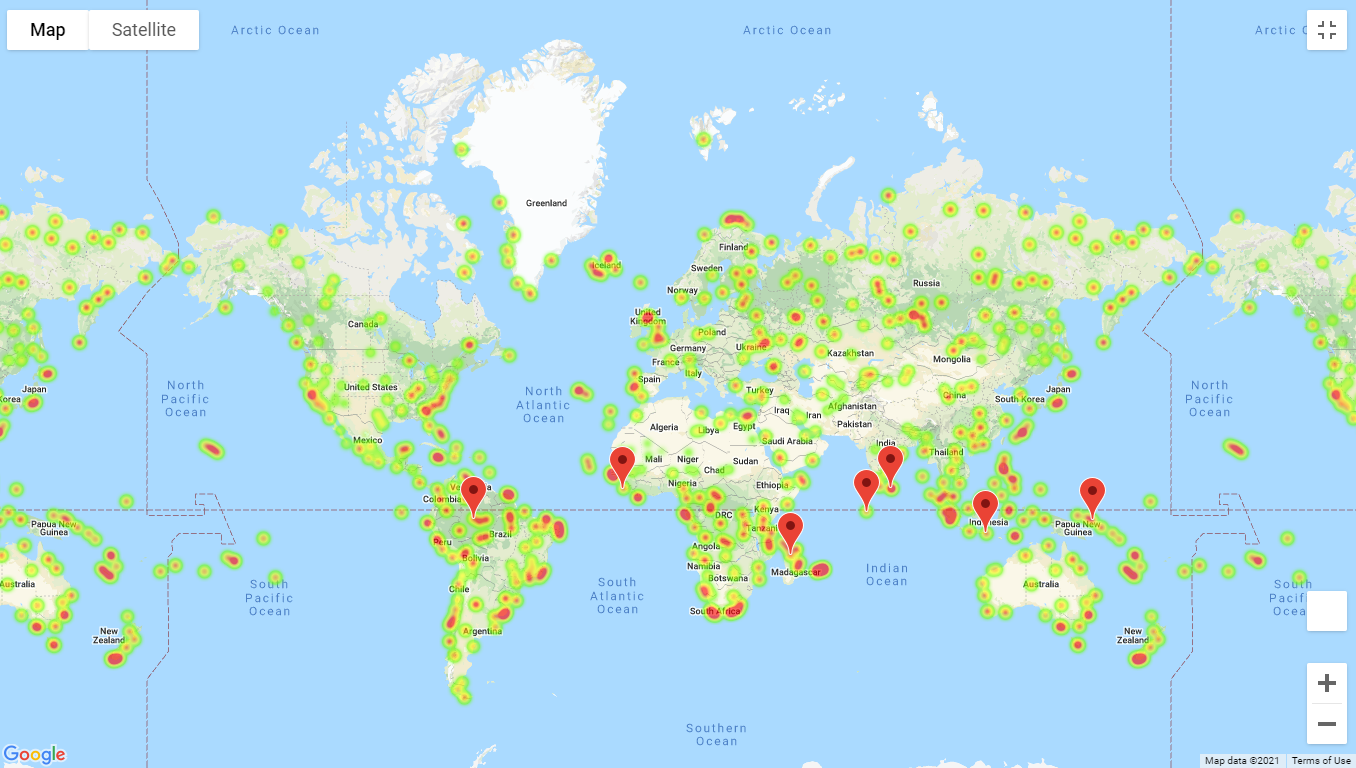 Map
Satellite
Arctic Ocean
Arctic Ocean
Arctic O
Greenland
Iceland
Finland
Sweden
Norway
Russia
United
Kingdom
Canada
Poland
Germany
Ukraine
Kazakhstan
France
Mongolia
Italy
Spain
United States
Turkey
Japan
Japan
China
South Korea
North
Pacific
Ocean
North
Atlantic
Ocean
North
Pacific
Ocean
Iraq
Iran
Afghanistan
Pakistan
Algeria
Libya
Egypt
Saudi Arabia
India
Mexico
Mali
Niger
Chad
Sudan
Thailand
Nigeria
Ethiopia
Colombia
Kenya
DRC
Indonesia
Papua New
Guinea
Papua New
Guinea
Brazil
Peru
Tanzania
Angola
Bolivia
Namibia
Botswana
Madagascar
Indian
Ocean
Australia
Australia
Chile
South
Pacific
Ocean
South
Atlantic
Ocean
South Africa
Argentina
New
Zealand
New
Zealand
South
Southern
Ocean
Google
Map data ©2021
Terms of Use